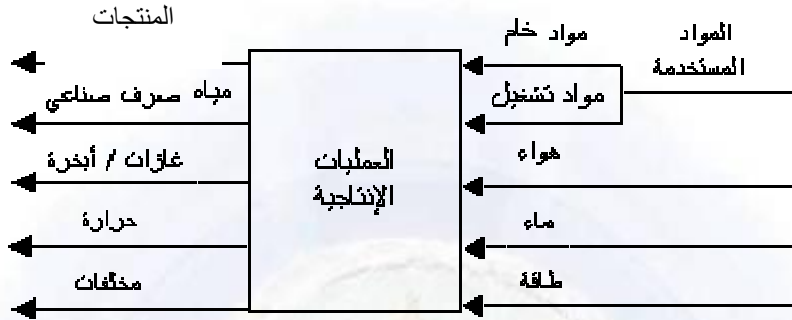 المواد
المستخدمة
مواد خام
مواد تشغيل
هواء
ماء
طاقة
العمليات
الإنتاجية
المنتجات
مياه صرف صناعي
غازات / أبخرة
حرارة
مخلفات